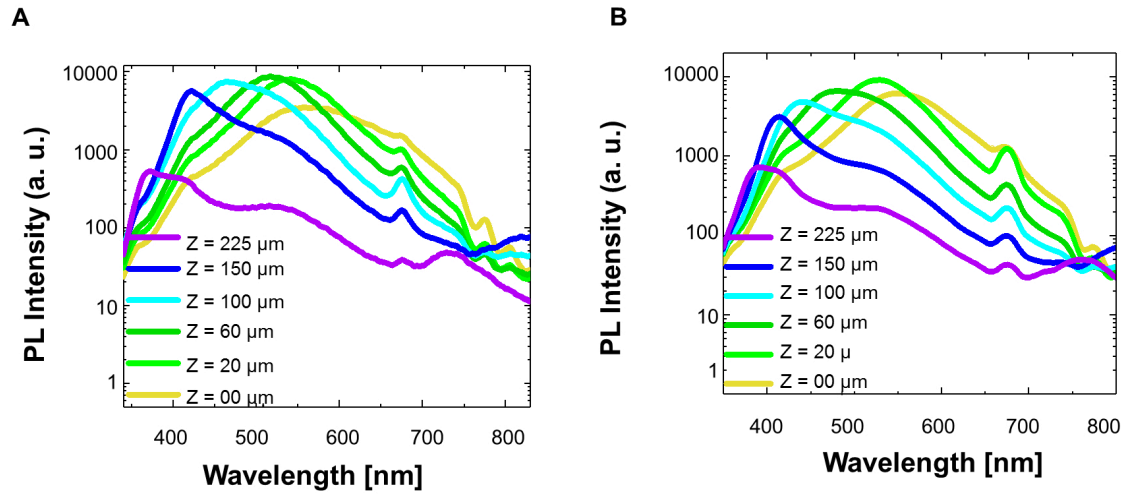 A
PL Intensity (a. u.)
10000
1000
100
10
1
Z = 225 µm
Z = 150 µm
Z = 100 µm
Z = 60 µm
Z = 20 µm
Z = 00 µm
400 500 600 700 800
Wavelength [nm]
B
PL Intensity (a. u.)
10000
1000
100
10
1
Z = 225 µm
Z = 150 µm
Z = 100 µm
Z = 60 µm
Z = 20 µ
Z = 00 µm
400 500 600 700 800
Wavelength [nm]